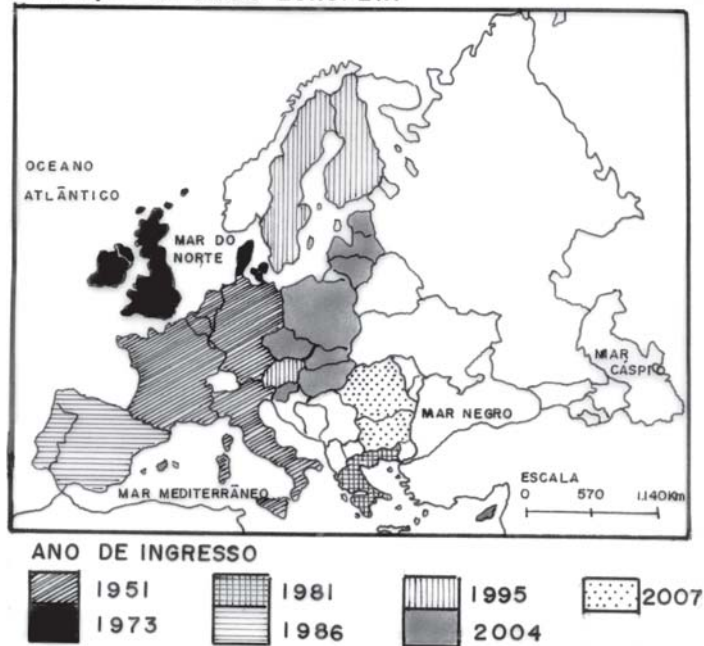 OCEANO
ATLÂNTICO
MAR DO
NORTE
MAR NEGRO
MAR
CÁSPIO
MAR MEDITERRÂNEO
ESCALA
0 570 1.140Km
ANO DE INGRESSO
1951
1973
1981
1986
1995
2004
2007